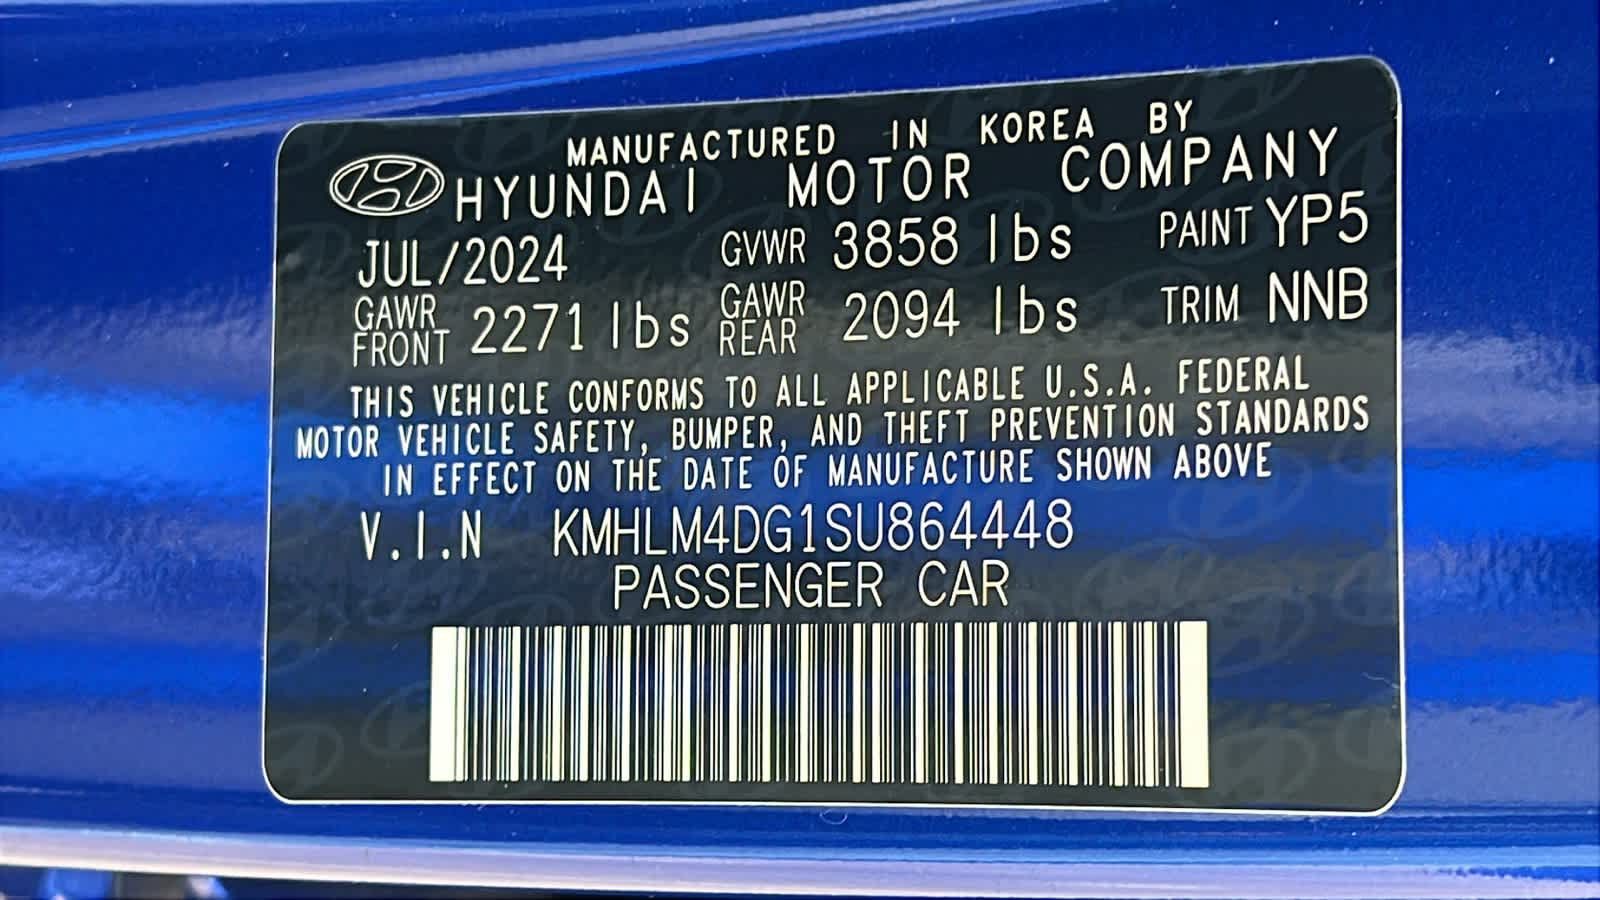 MANUFACTURED IN KOREA BY
HYUNDAI MOTOR COMPANY
JUL/2024 GVWR 3858 lbs PAINT YP5
GAWR FRONT 2271 lbs GAWR REAR 2094 lbs TRIM NNB
THIS VEHICLE CONFORMS TO ALL APPLICABLE U.S.A. FEDERAL
MOTOR VEHICLE SAFETY, BUMPER, AND THEFT PREVENTION STANDARDS
IN EFFECT ON THE DATE OF MANUFACTURE SHOWN ABOVE
V.I.N KMHLM4DG1SU864448
PASSENGER CAR